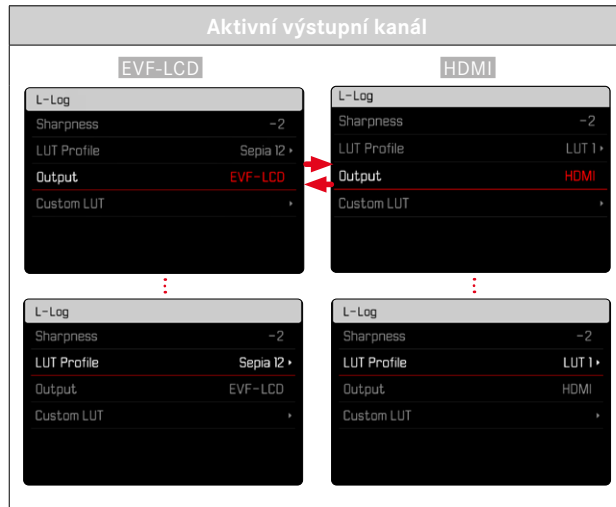 Aktivní výstupní kanál
EVF-LCD
L-Log
Sharpness -2
LUT Profile Sepia 12
Output EVF-LCD
Custom LUT
HDMI
L-Log
Sharpness -2
LUT Profile LUT 1
Output HDMI
Custom LUT
L-Log
Sharpness -2
LUT Profile Sepia 12
Output EVF-LCD
Custom LUT
L-Log
Sharpness -2
LUT Profile LUT 1
Output HDMI
Custom LUT